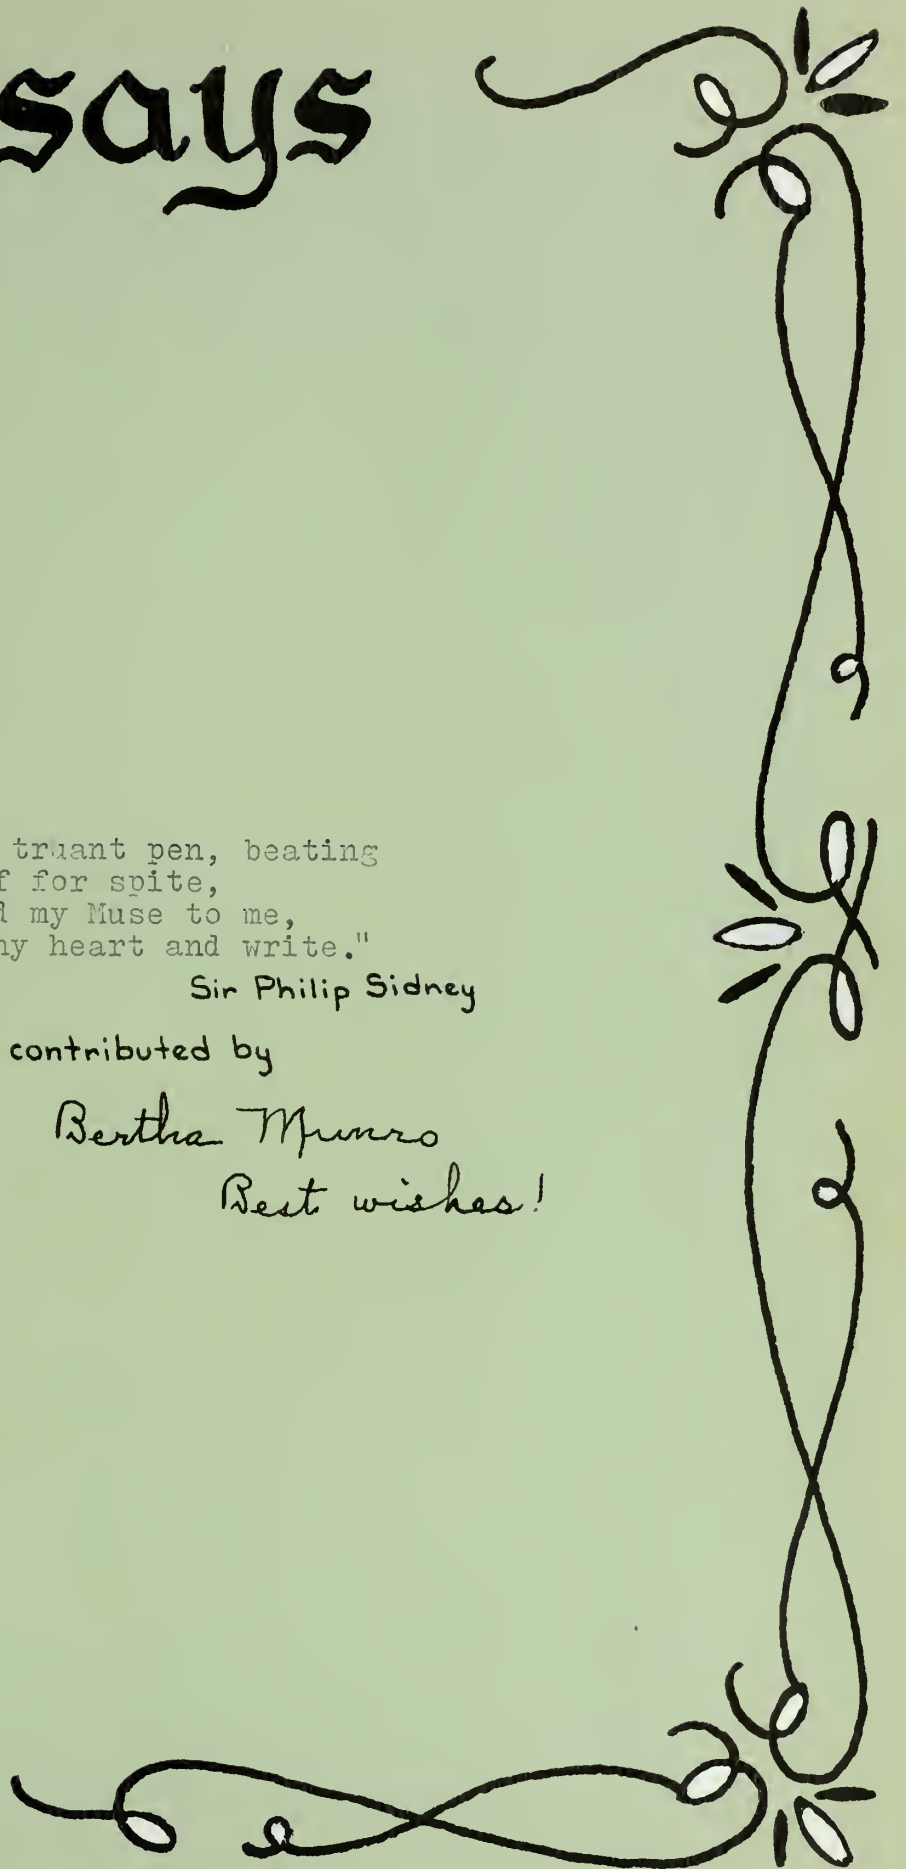 says
truant pen, beating
f for spite,
d my Muse to me,
my heart and write."
Sir Philip Sidney
contributed by
Bertha Munro
Best wishes!